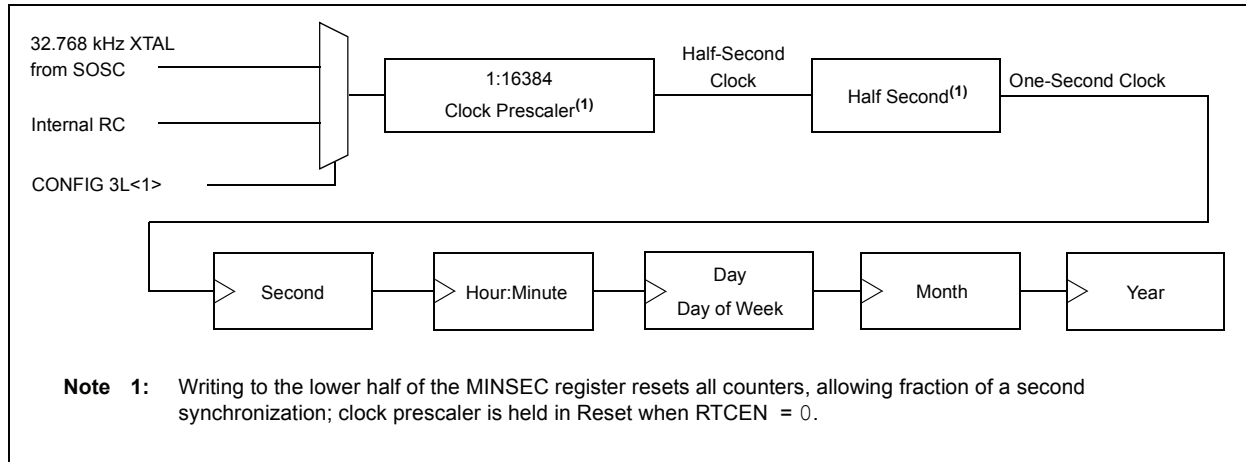 32.768 kHz XTAL
from SOSC
Internal RC
CONFIG 3L<1>
1:16384
Clock Prescaler(1)
Half-Second
Clock
Half Second(1)
One-Second Clock
Second
Hour:Minute
Day
Day of Week
Month
Year
Note 1: Writing to the lower half of the MINSEC register resets all counters, allowing fraction of a second
synchronization; clock prescaler is held in Reset when RTCEN = 0.